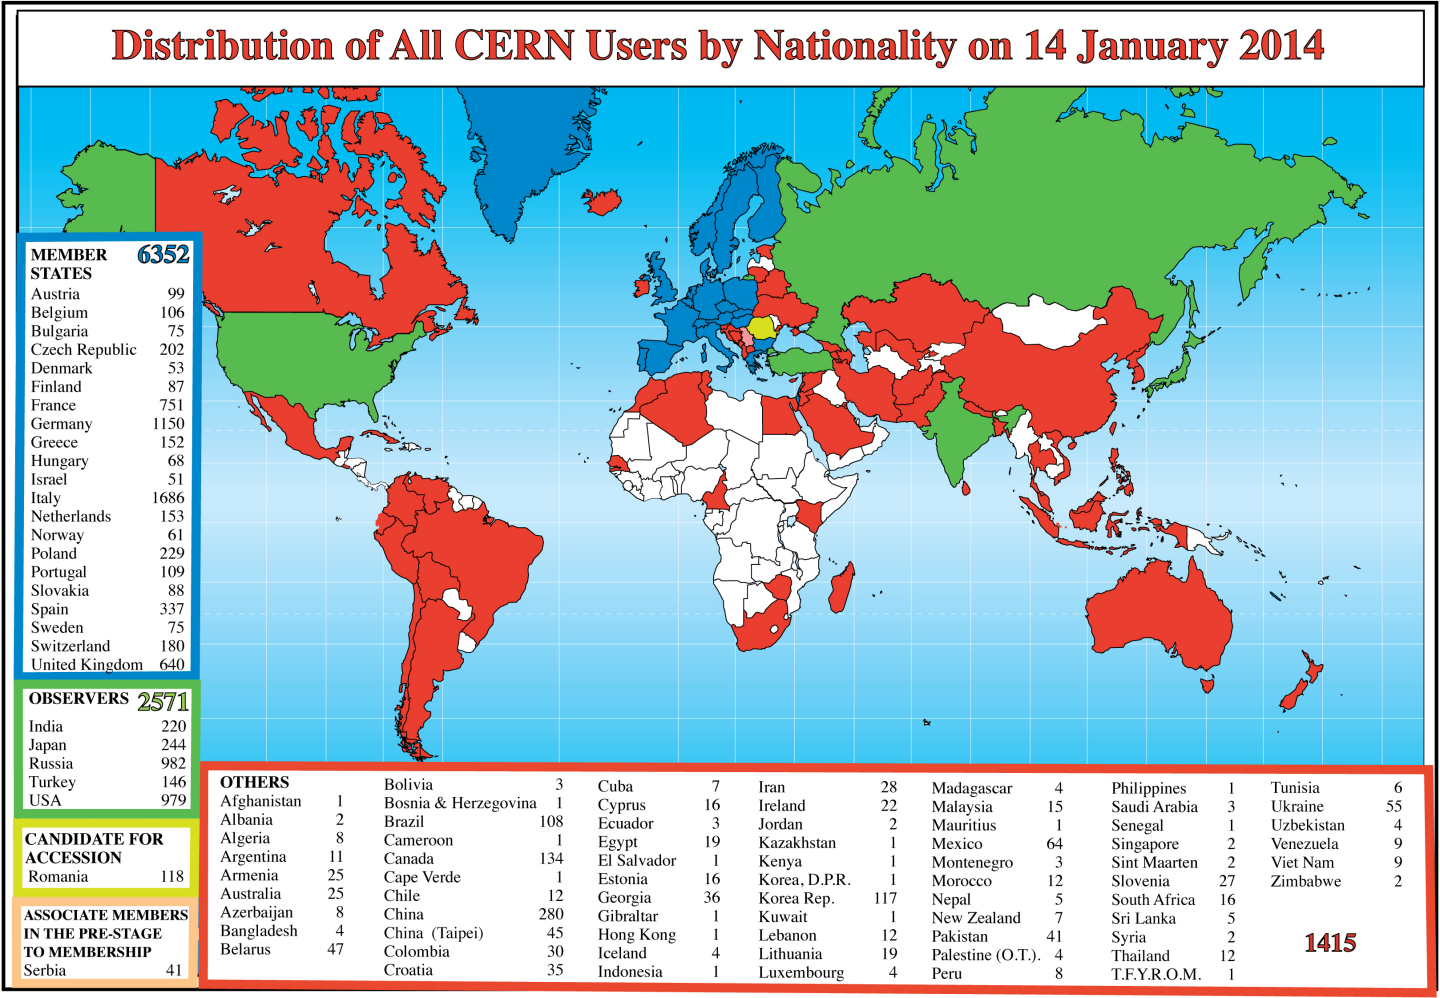 Distribution of All CERN Users by Nationality on 14 January 2014
MEMBER STATES 6352
Austria 99
Belgium 106
Bulgaria 75
Czech Republic 202
Denmark 53
Finland 87
France 751
Germany 1150
Greece 152
Hungary 68
Israel 51
Italy 1686
Netherlands 153
Norway 61
Poland 229
Portugal 109
Slovakia 88
Spain 337
Sweden 75
Switzerland 180
United Kingdom 640
OBSERVERS 2571
India 220
Japan 244
Russia 982
Turkey 146
USA 979
CANDIDATE FOR
ACCESSION
Romania 118
ASSOCIATE MEMBERS
IN THE PRE-STAGE
TO MEMBERSHIP
Serbia 41
OTHERS
Afghanistan 1
Albania 2
Algeria 8
Argentina 11
Armenia 25
Australia 25
Azerbaijan 8
Bangladesh 4
Belarus 47
Bolivia 3
Bosnia & Herzegovina 1
Brazil 108
Cameroon 1
Canada 134
Cape Verde 1
Chile 12
China 280
China (Taipei) 45
Colombia 30
Croatia 35
Cuba 7
Cyprus 16
Ecuador 3
Egypt 19
El Salvador 1
Estonia 16
Georgia 36
Gibraltar 1
Hong Kong 1
Iceland 4
Indonesia 1
Iran 28
Ireland 22
Jordan 2
Kazakhstan 1
Kenya 1
Korea, D.P.R. 1
Korea Rep. 117
Kuwait 1
Lebanon 12
Lithuania 19
Luxembourg 4
Madagascar 4
Malaysia 15
Mauritius 1
Mexico 64
Montenegro 3
Morocco 12
Nepal 5
New Zealand 7
Pakistan 41
Palestine (O.T.). 4
Peru 8
Philippines 1
Saudi Arabia 3
Senegal 1
Singapore 2
Sint Maarten 2
Slovenia 27
South Africa 16
Sri Lanka 5
Syria 2
Thailand 12
T.F.Y.R.O.M. 1
Tunisia 6
Ukraine 55
Uzbekistan 4
Venezuela 9
Viet Nam 9
Zimbabwe 2
1415